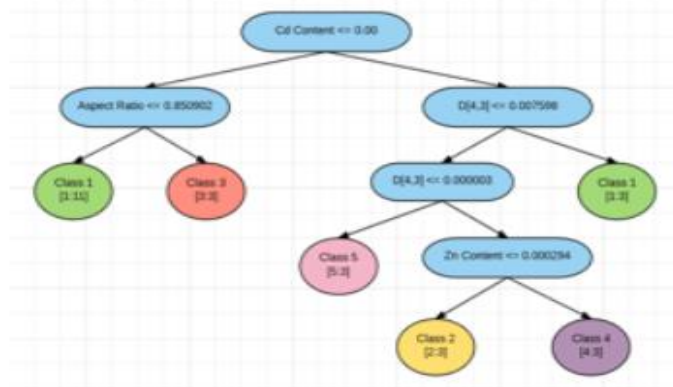 Cd Content <= 0.00
Aspect Ratio <= 0.850902
D[4,3] <= 0.007598
Class 1
[1:11]
Class 3
[3:3]
D[4,3] <= 0.000003
Class 1
[1:3]
Class 5
[5:3]
Zn Content <= 0.000294
Class 2
[2:3]
Class 4
[4:3]